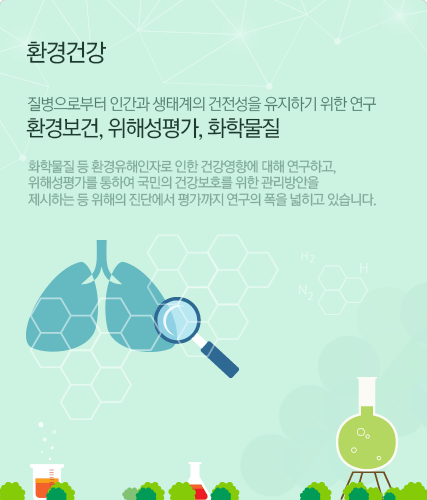 환경건강
질병으로부터 인간과 생태계의 건전성을 유지하기 위한 연구
환경보건, 위해성평가, 화학물질
화학물질 등 환경유해인자로 인한 건강영향에 대해 연구하고,
위해성평가를 통하여 국민의 건강보호를 위한 관리방안을
제시하는 등 위해의 진단에서 평가까지 연구의 폭을 넓히고 있습니다.
H₂
H
N₂